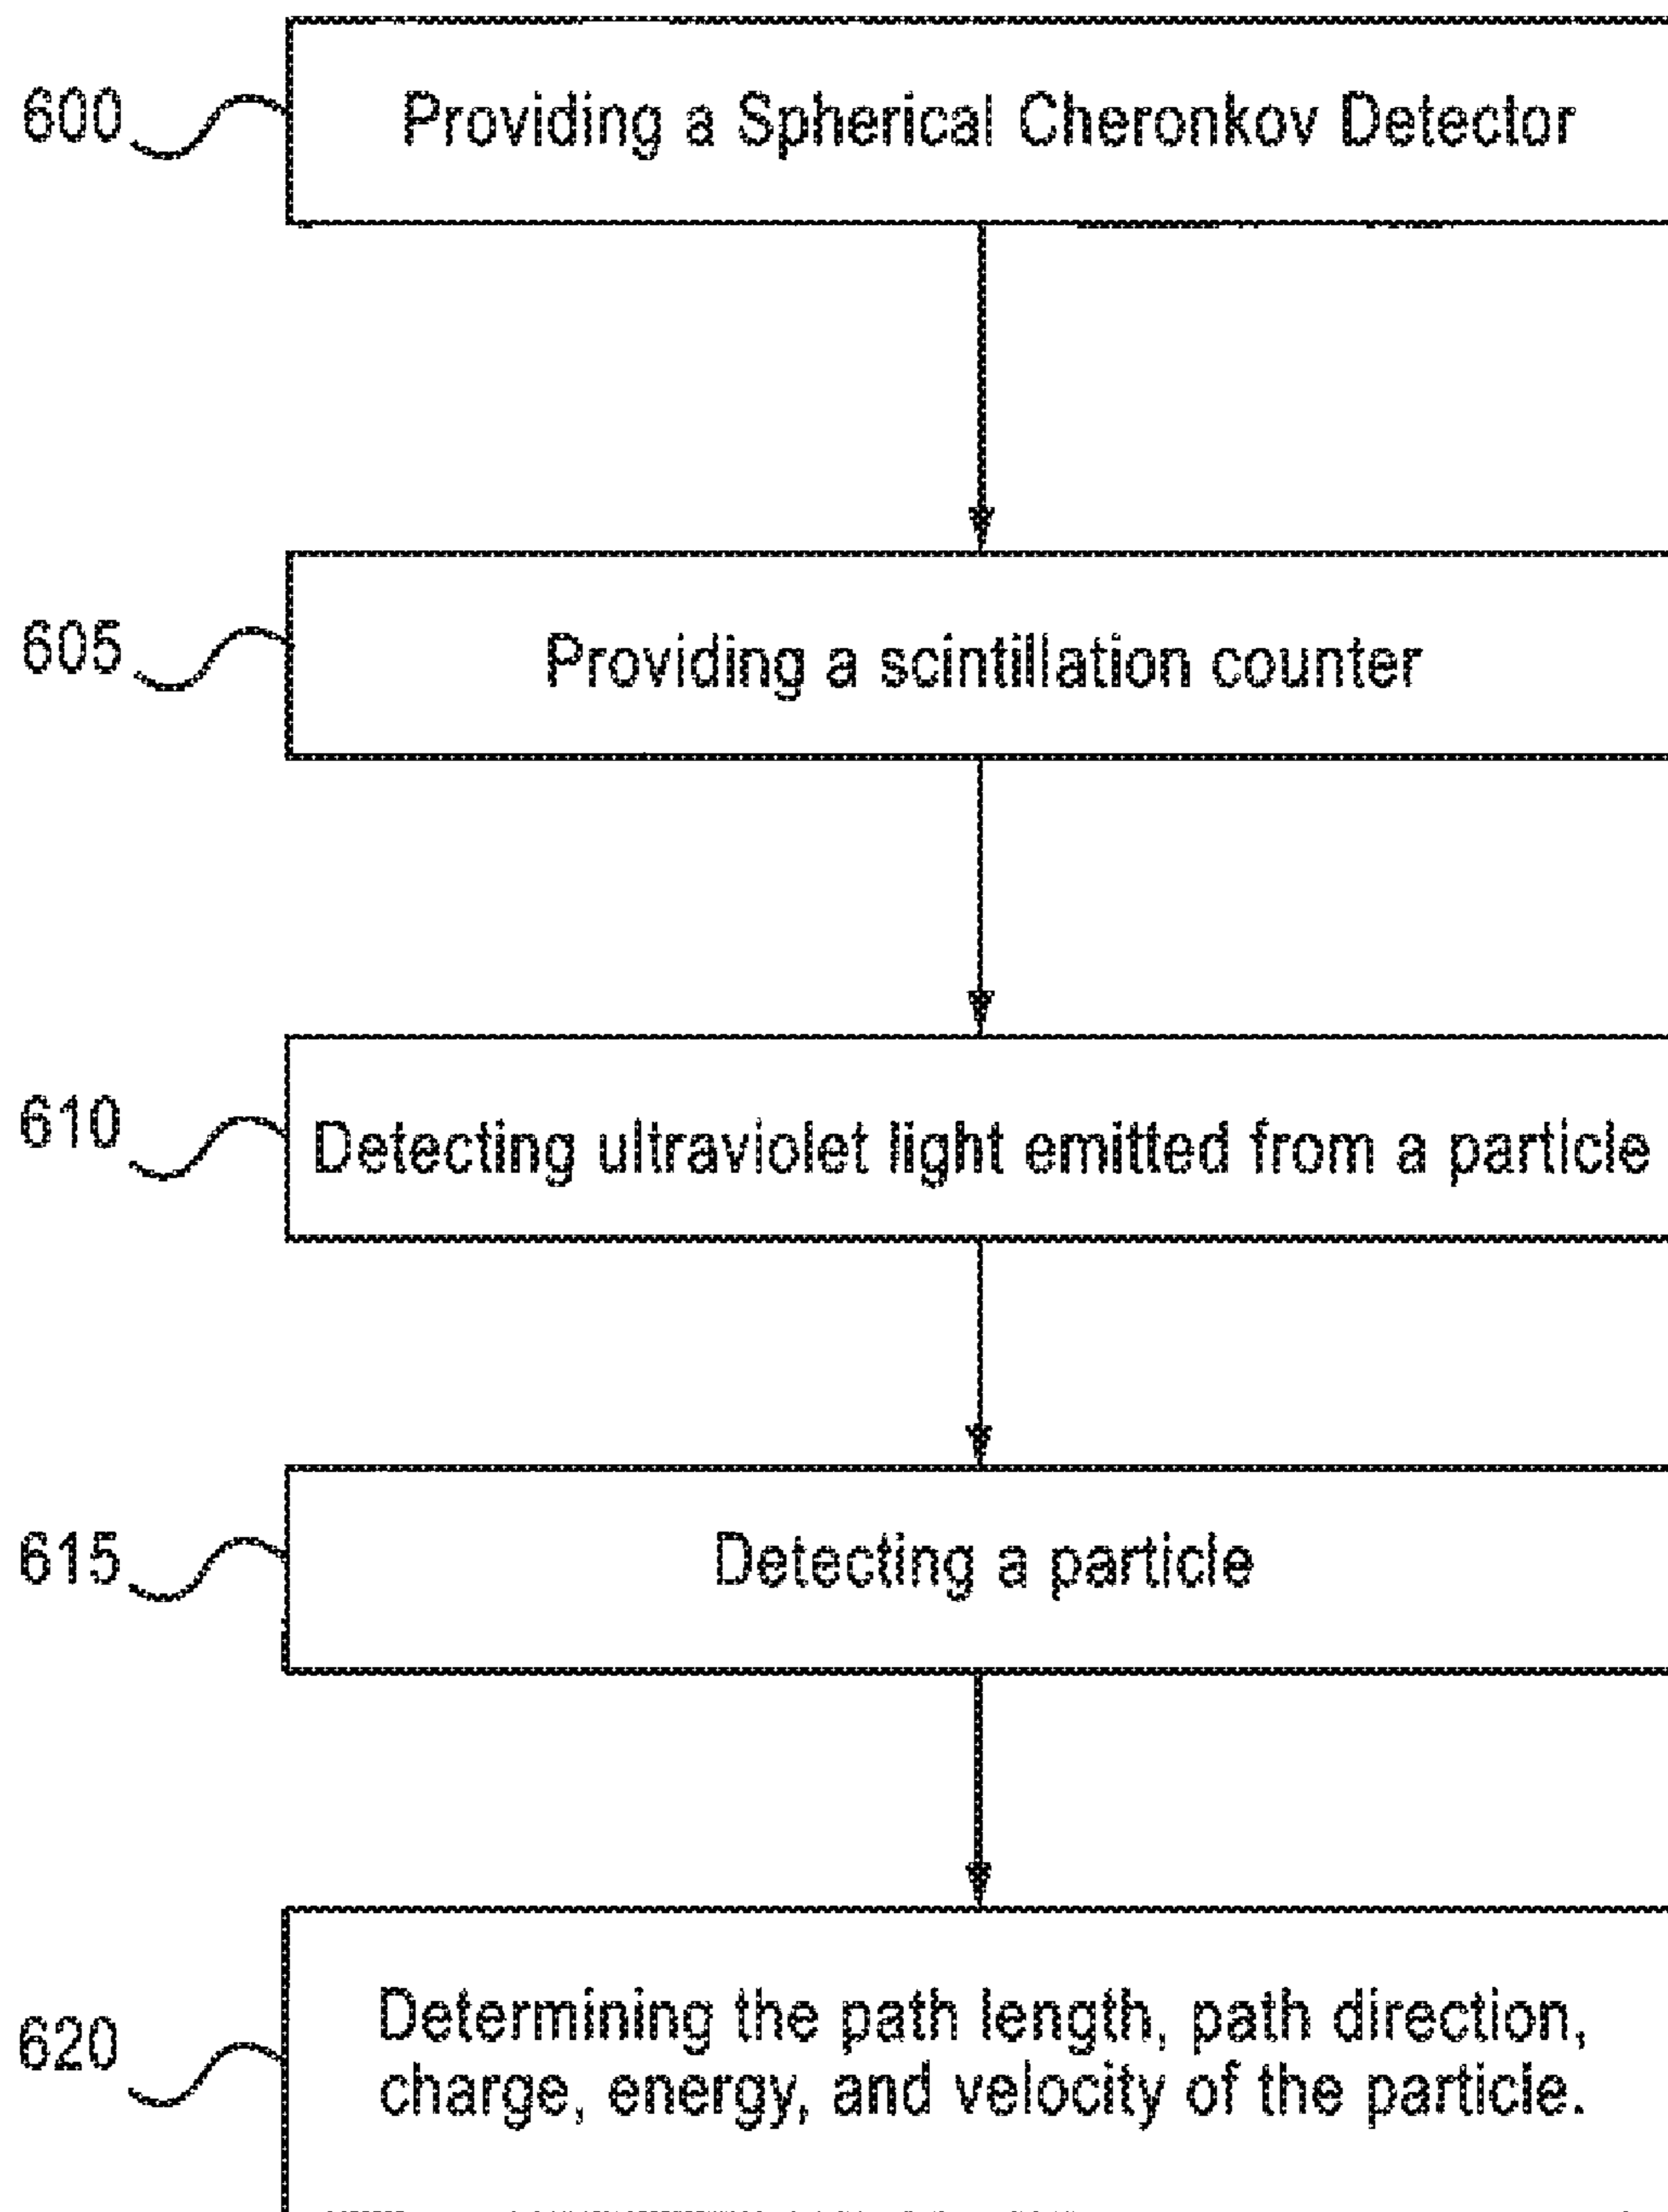 600
Providing a Spherical Cheronkov Detector
605
Providing a scintillation counter
610
Detecting ultraviolet light emitted from a particle
615
Detecting a particle
620
Determining the path length, path direction,
charge, energy, and velocity of the particle.